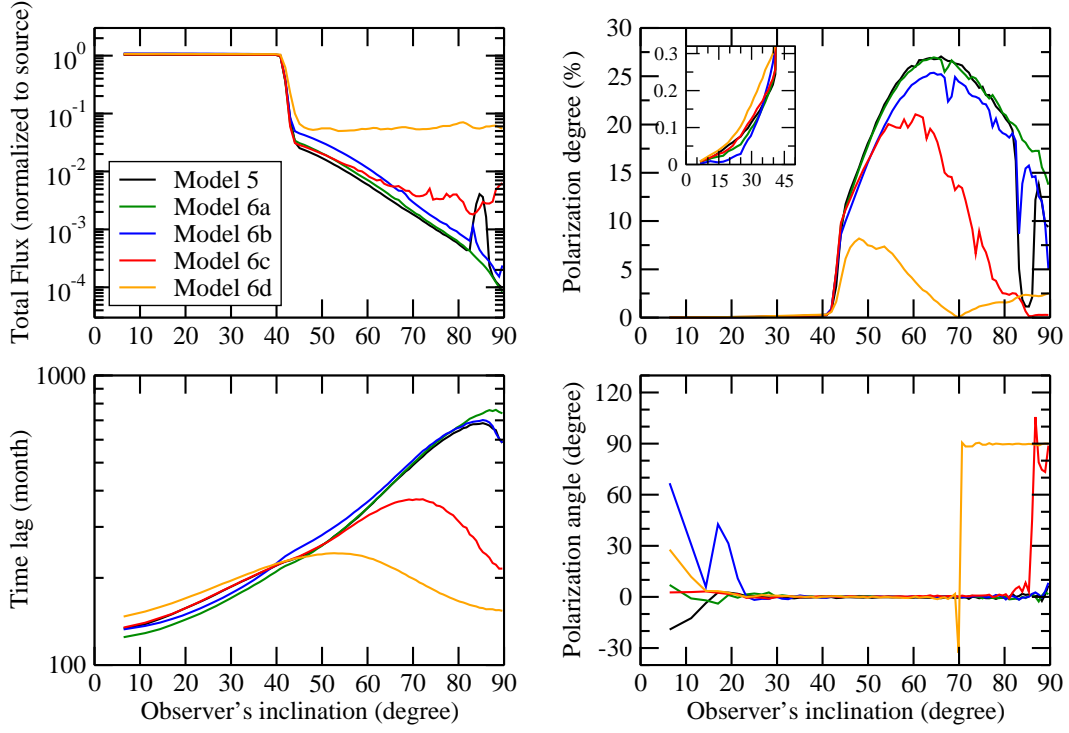 Total Flux (normalized to source)
10^0
10^-1
10^-2
10^-3
10^-4
Model 5
Model 6a
Model 6b
Model 6c
Model 6d
0 10 20 30 40 50 60 70 80 90
Polarization degree (%)
30
25
20
15
10
5
0
0.3
0.2
0.1
0
0 15 30 45
0 10 20 30 40 50 60 70 80 90
Time lag (month)
1000
100
0 10 20 30 40 50 60 70 80 90
Observer's inclination (degree)
Polarization angle (degree)
120
90
60
30
0
-30
0 10 20 30 40 50 60 70 80 90
Observer's inclination (degree)